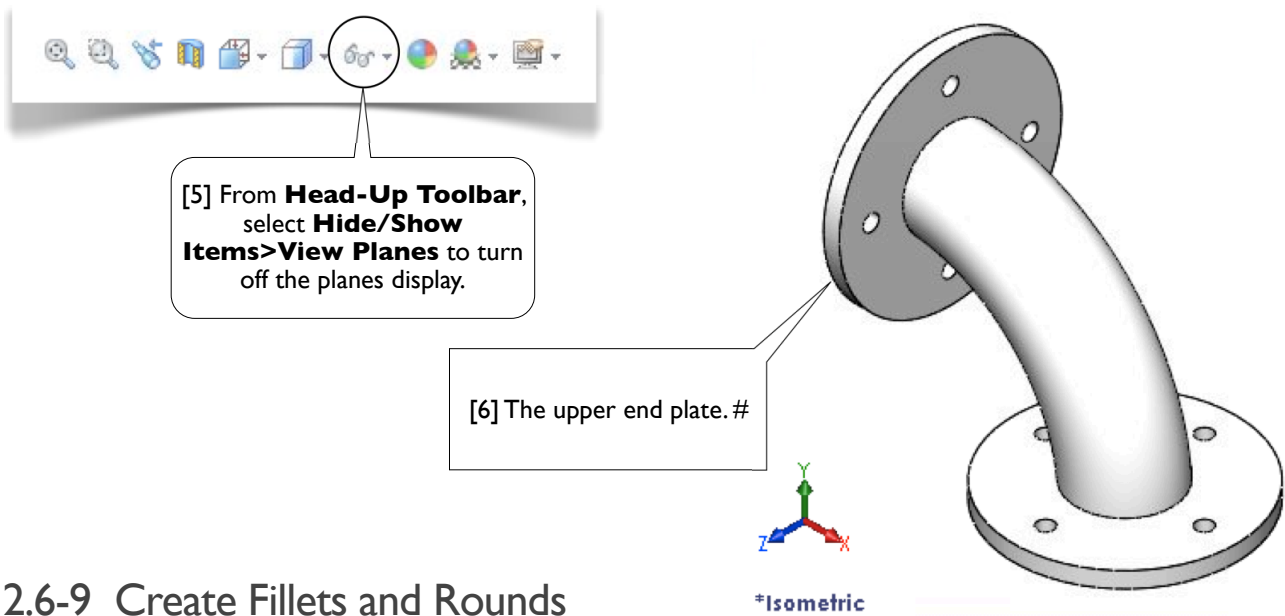 [5] From Head-Up Toolbar,
select Hide/Show
Items>View Planes to turn
off the planes display.
[6] The upper end plate. #
Y
Z
X
*Isometric
2.6-9 Create Fillets and Rounds